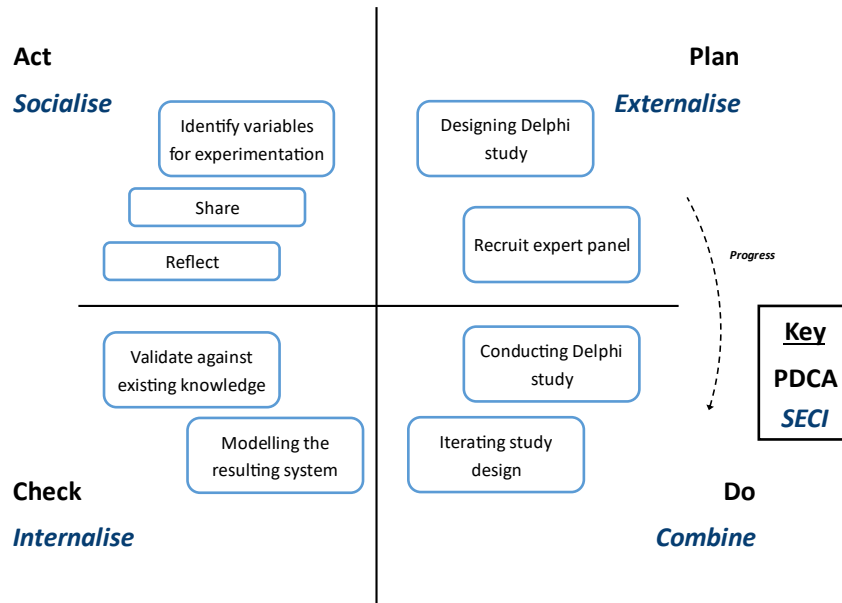 Act
Socialise
Identify variables
for experimentation
Share
Reflect
Plan
Externalise
Designing Delphi
study
Recruit expert panel
Progress
Key
PDCA
SECI
Validate against
existing knowledge
Modelling the
resulting system
Check
Internalise
Conducting Delphi
study
Iterating study
design
Do
Combine